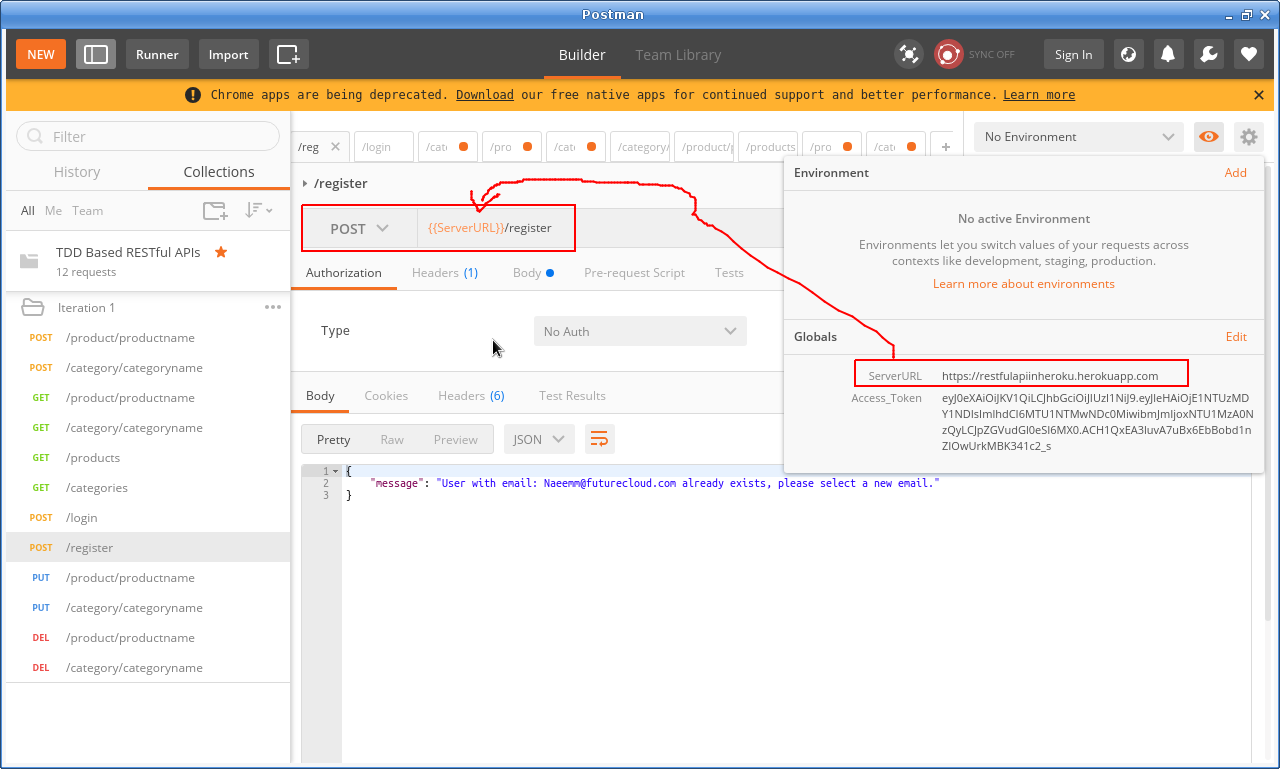 Postman
NEW Runner Import Builder Team Library SYNC OFF Sign In
Chrome apps are being deprecated. Download our free native apps for continued support and better performance. Learn more
Filter
History Collections
All Me Team
TDD Based RESTful APIs
12 requests
Iteration 1
POST /product/productname
POST /category/categoryname
GET /product/productname
GET /category/categoryname
GET /products
GET /categories
POST /login
POST /register
PUT /product/productname
PUT /category/categoryname
DEL /product/productname
DEL /category/categoryname
/reg /login /cat /pro /cat /category/ /product/p /products /pro /cat
No Environment
/register
POST {{ServerURL}}/register
Authorization Headers (1) Body Pre-request Script Tests
Type No Auth
Body Cookies Headers (6) Test Results
Pretty Raw Preview JSON
1 {
2 "message": "User with email: Naeemm@futurecloud.com already exists, please select a new email."
3 }
Environment Add
No active Environment
Environments let you switch values of your requests across
contexts like development, staging, production.
Learn more about environments
Globals Edit
ServerURL https://restfulapiinheroku.herokuapp.com
Access_Token